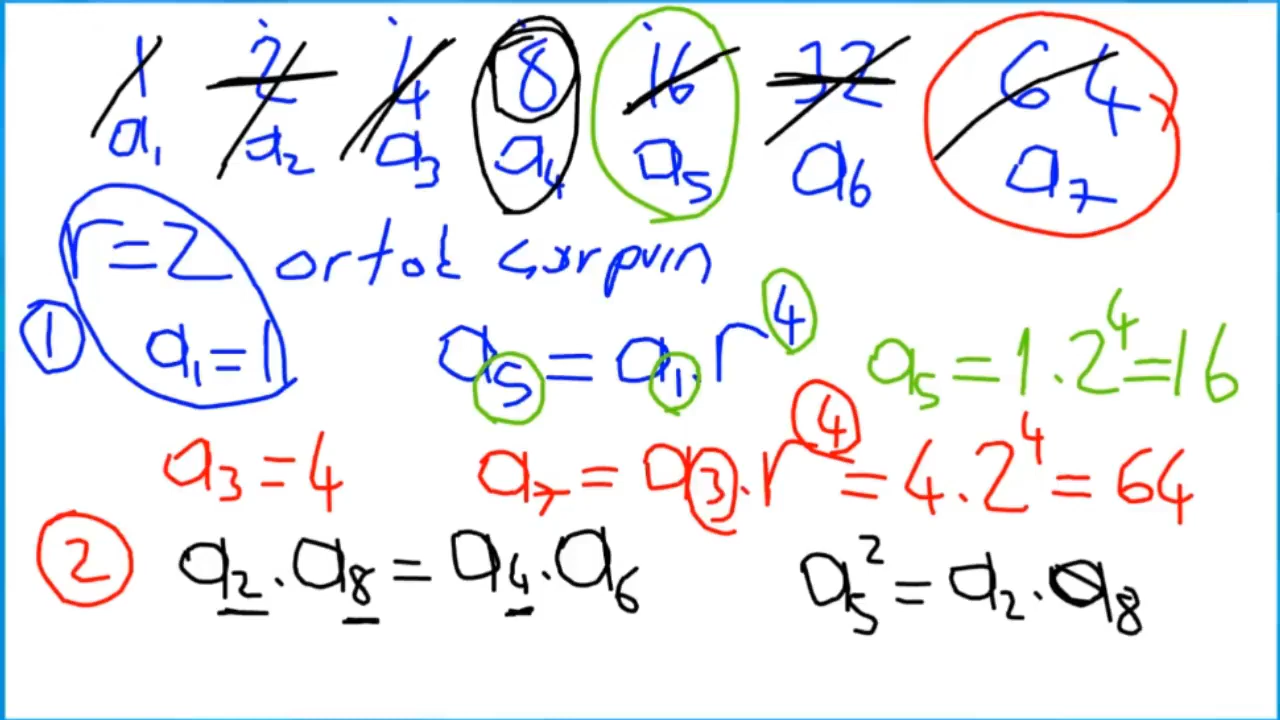 1 2 4 8 16 32 64
a₁ a₂ a₃ a₄ a₅ a₆ a₇
r=2 ortak çarpan
① a₁=1 a₅ = a₁.r⁴ a₅ = 1.2⁴=16
a₃=4 a₇ = a₃.r⁴ = 4.2⁴ = 64
② a₂.a₈ = a₄.a₆ a₅² = a₂.a₈